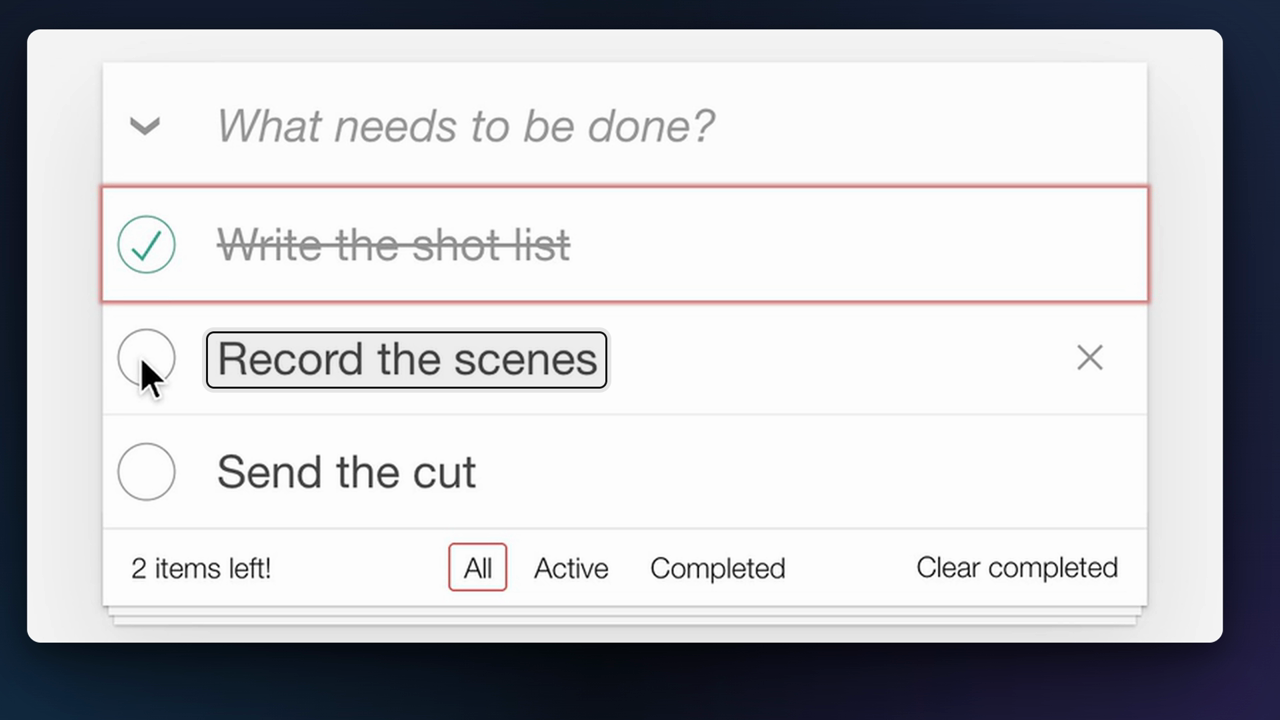 What needs to be done?
Write the shot list
Record the scenes
Send the cut
2 items left! All Active Completed Clear completed